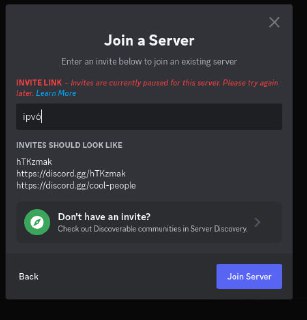 Join a Server
Enter an invite below to join an existing server
INVITE LINK - Invites are currently paused for this server. Please try again
later. Learn More
ipv6
INVITES SHOULD LOOK LIKE
hTKzmak
https://discord.gg/hTKzmak
https://discord.gg/cool-people
Don't have an invite?
Check out Discoverable communities in Server Discovery.
Back
Join Server